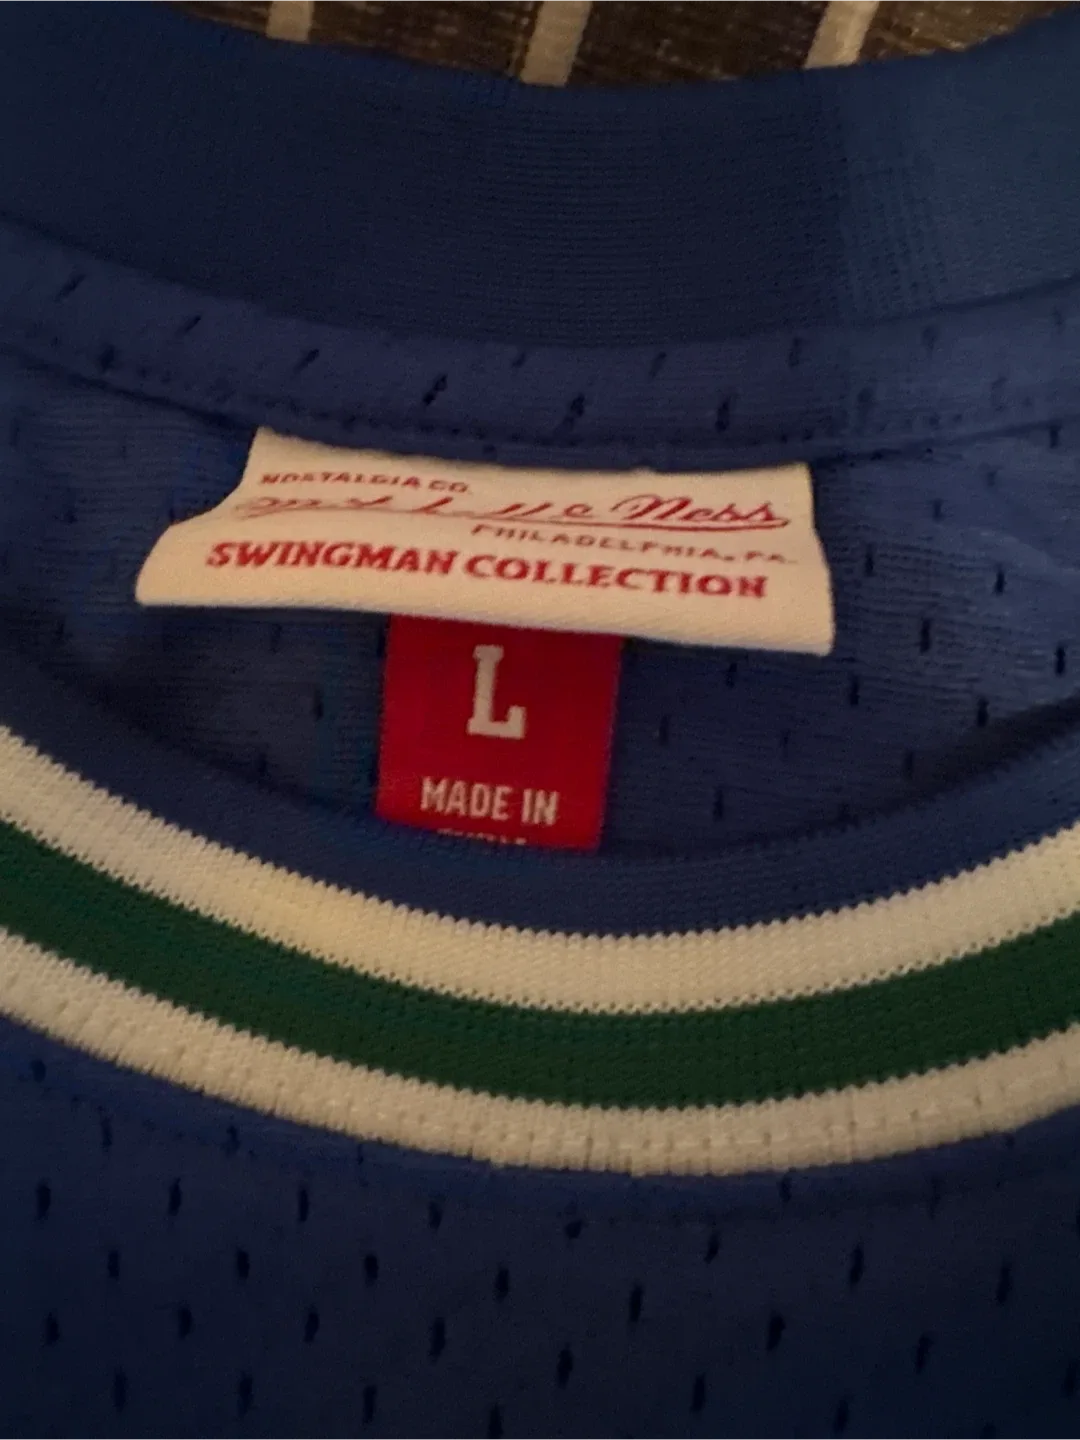 NOSTALGIA CO.
Mitchell & Ness
PHILADELPHIA, PA.
SWINGMAN COLLECTION
L
MADE IN